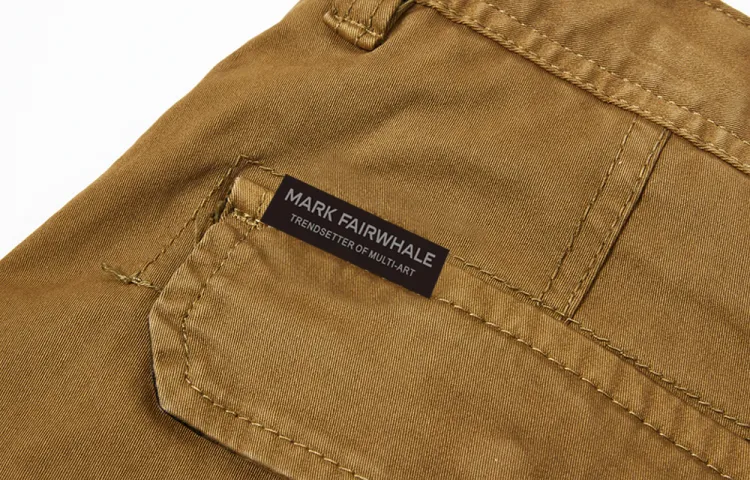 MARK FAIRWHALE
TRENDSETTER OF MULTI-ART